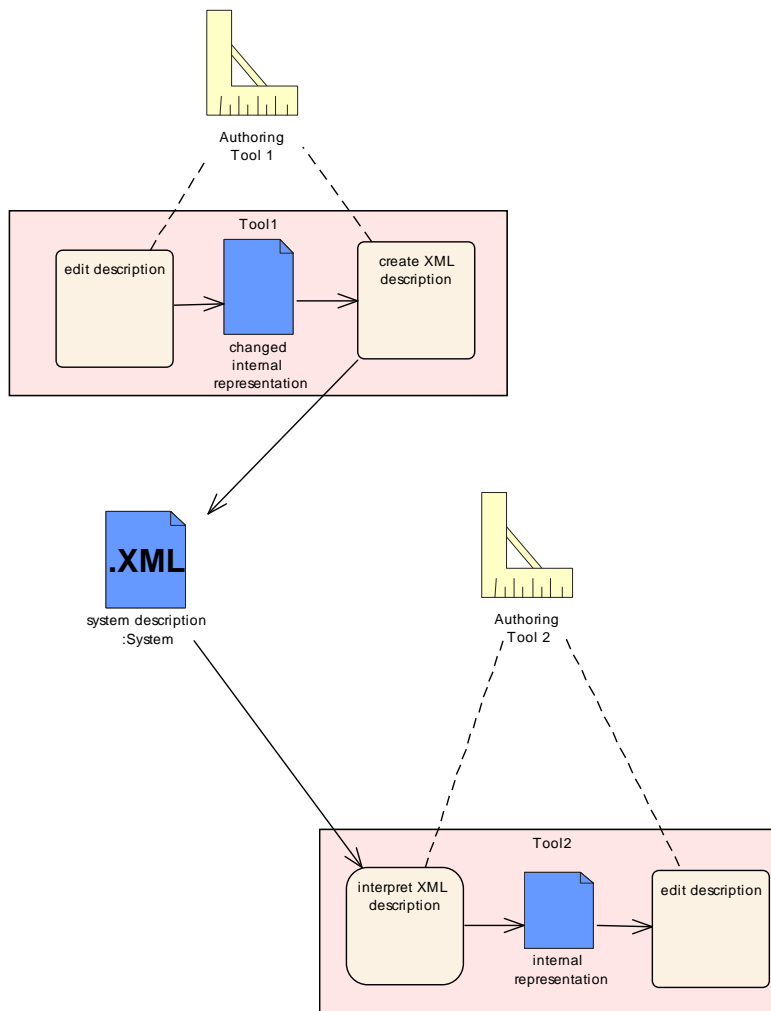 Authoring
Tool 1
Tool1
edit description
create XML
description
changed
internal
representation
.XML
system description
:System
Authoring
Tool 2
Tool2
interpret XML
description
edit description
internal
representation